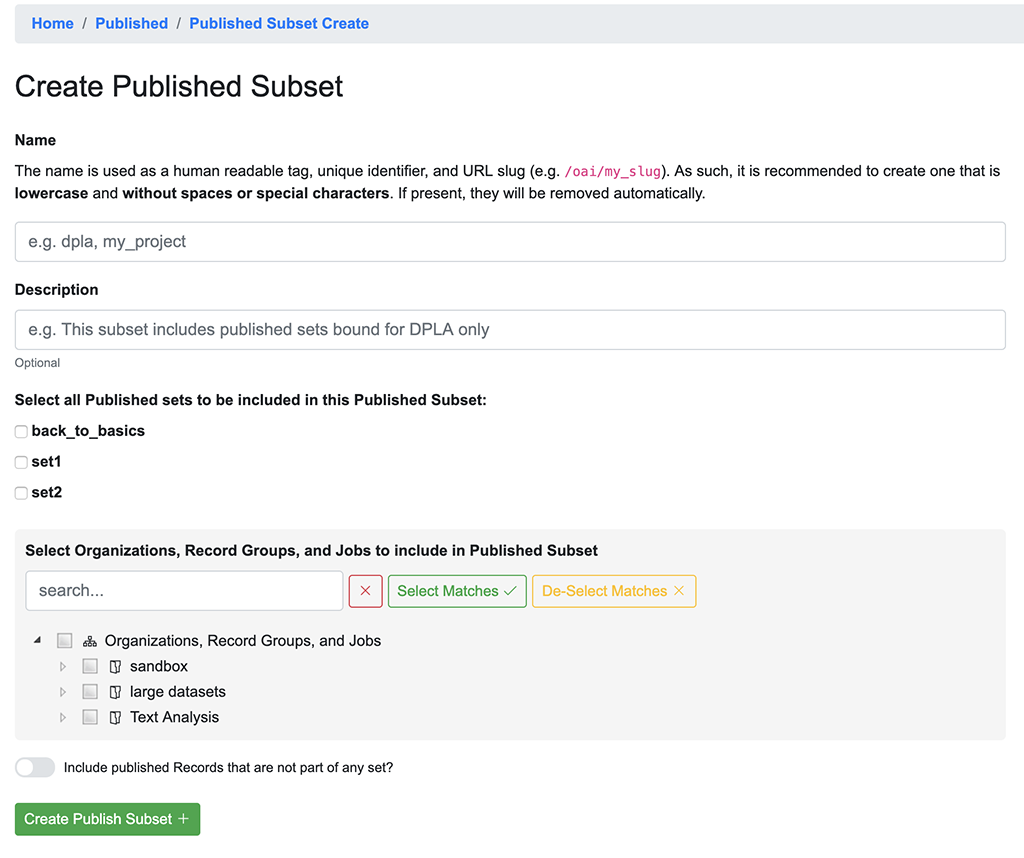 Home / Published / Published Subset Create
Create Published Subset
Name
The name is used as a human readable tag, unique identifier, and URL slug (e.g. /oai/my_slug). As such, it is recommended to create one that is
lowercase and without spaces or special characters. If present, they will be removed automatically.
e.g. dpla, my_project
Description
e.g. This subset includes published sets bound for DPLA only
Optional
Select all Published sets to be included in this Published Subset:
back_to_basics
set1
set2
Select Organizations, Record Groups, and Jobs to include in Published Subset
search... Select Matches De-Select Matches
Organizations, Record Groups, and Jobs
sandbox
large datasets
Text Analysis
Include published Records that are not part of any set?
Create Publish Subset +